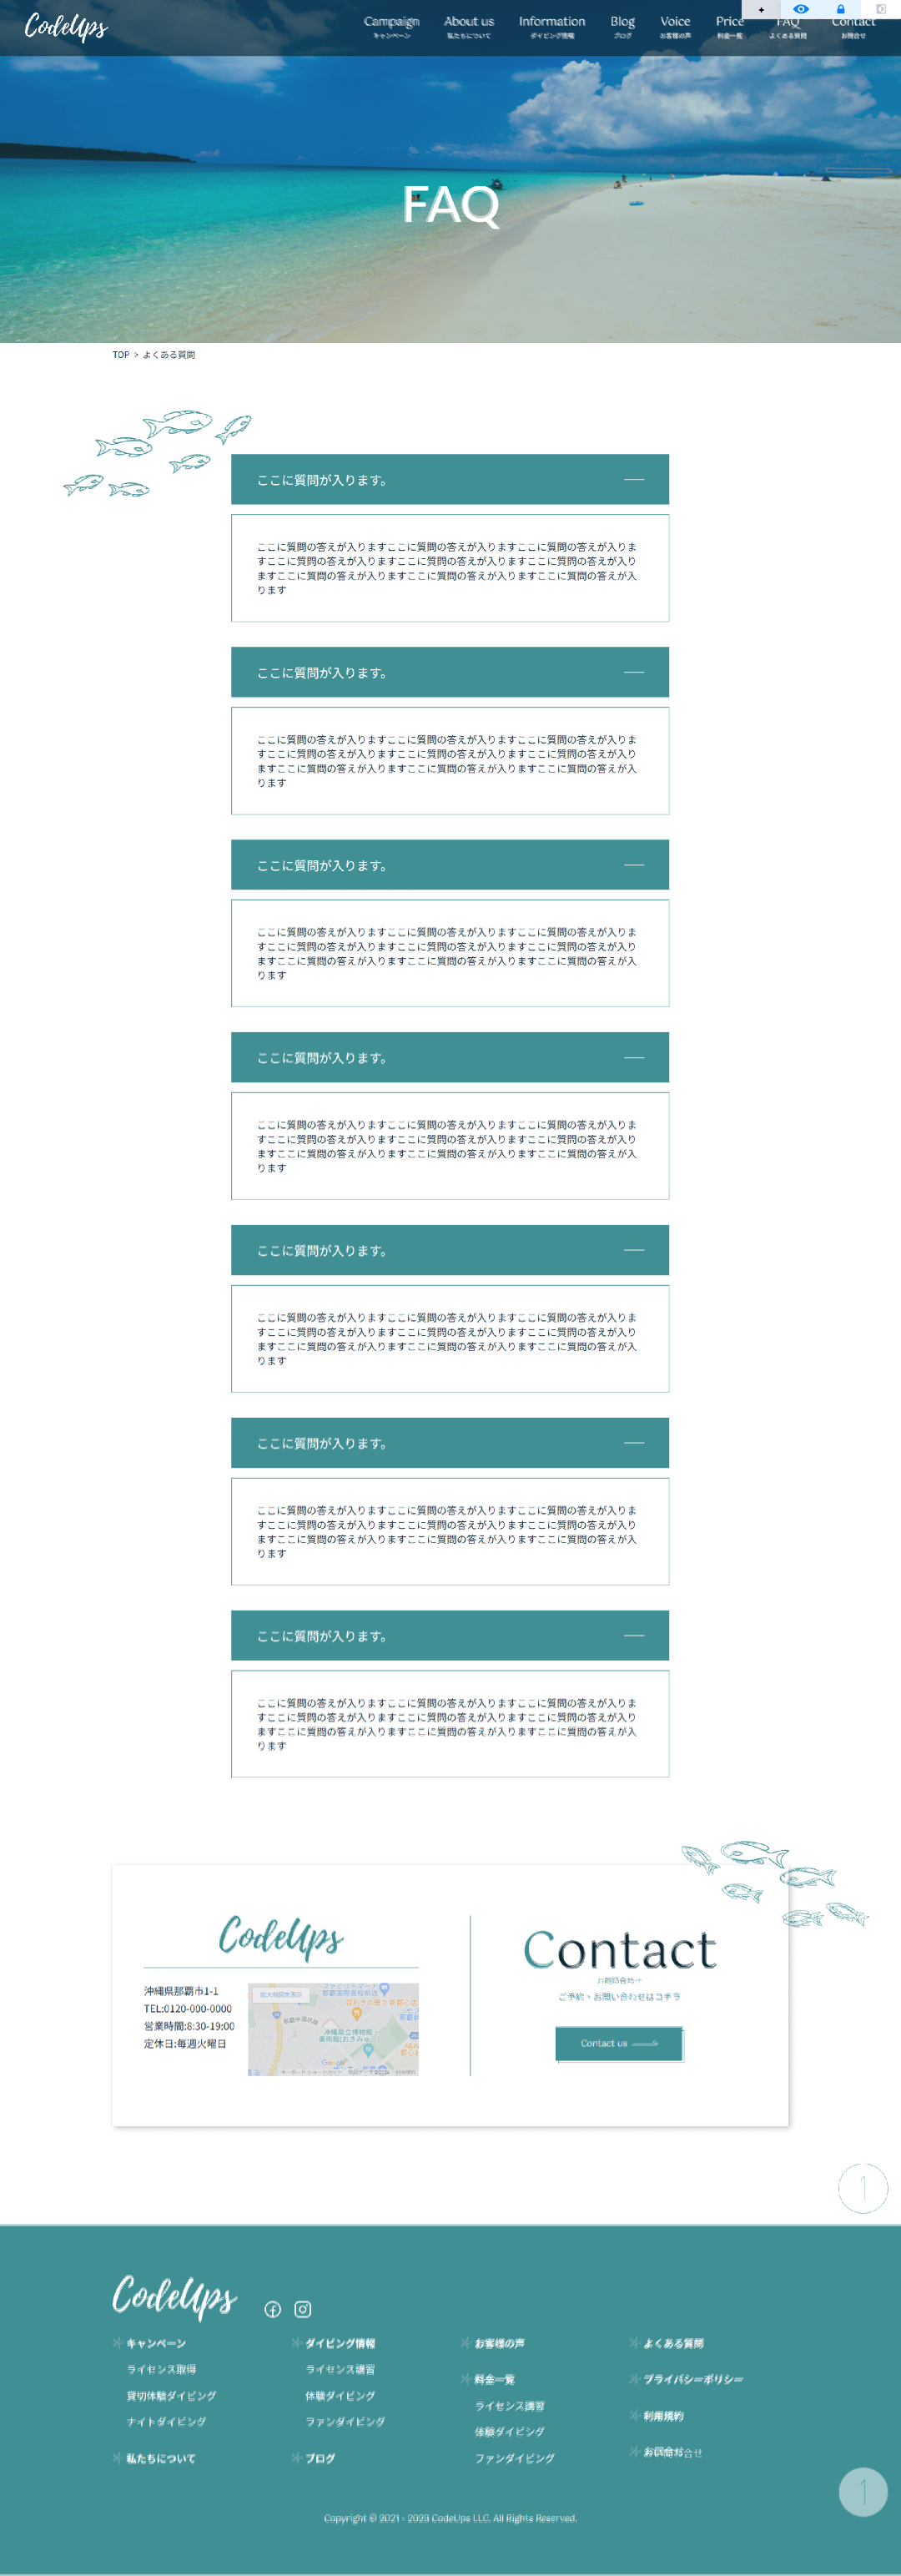 CodeUps
Campaign
About us
Information
Blog
Voice
Price
FAQ
Contact
キャンペーン
私たちについて
ダイビング情報
ブログ
お客様の声
料金一覧
よくある質問
お問合せ
FAQ
TOP > よくある質問
ここに質問が入ります。
ここに質問の答えが入りますここに質問の答えが入りますここに質問の答えが入りま
すここに質問の答えが入りますここに質問の答えが入りますここに質問の答えが入り
ますここに質問の答えが入りますここに質問の答えが入りますここに質問の答えが入
ります
ここに質問が入ります。
ここに質問の答えが入りますここに質問の答えが入りますここに質問の答えが入りま
すここに質問の答えが入りますここに質問の答えが入りますここに質問の答えが入り
ますここに質問の答えが入りますここに質問の答えが入りますここに質問の答えが入
ります
ここに質問が入ります。
ここに質問の答えが入りますここに質問の答えが入りますここに質問の答えが入りま
すここに質問の答えが入りますここに質問の答えが入りますここに質問の答えが入り
ますここに質問の答えが入りますここに質問の答えが入りますここに質問の答えが入
ります
ここに質問が入ります。
ここに質問の答えが入りますここに質問の答えが入りますここに質問の答えが入りま
すここに質問の答えが入りますここに質問の答えが入りますここに質問の答えが入り
ますここに質問の答えが入りますここに質問の答えが入りますここに質問の答えが入
ります
ここに質問が入ります。
ここに質問の答えが入りますここに質問の答えが入りますここに質問の答えが入りま
すここに質問の答えが入りますここに質問の答えが入りますここに質問の答えが入り
ますここに質問の答えが入りますここに質問の答えが入りますここに質問の答えが入
ります
ここに質問が入ります。
ここに質問の答えが入りますここに質問の答えが入りますここに質問の答えが入りま
すここに質問の答えが入りますここに質問の答えが入りますここに質問の答えが入り
ますここに質問の答えが入りますここに質問の答えが入りますここに質問の答えが入
ります
ここに質問が入ります。
ここに質問の答えが入りますここに質問の答えが入りますここに質問の答えが入りま
すここに質問の答えが入りますここに質問の答えが入りますここに質問の答えが入り
ますここに質問の答えが入りますここに質問の答えが入りますここに質問の答えが入
ります
CodeUps
沖縄県那覇市1-1
TEL:0120-000-0000
営業時間:8:30-19:00
定休日:毎週火曜日
拡大地図を表示
沖縄県立博物館・
美術館(おきみゅー)
Google
Contact
お問合せ
ご予約・お問い合わせはコチラ
Contact us
CodeUps
キャンペーン
ライセンス取得
貸切体験ダイビング
ナイトダイビング
私たちについて
ダイビング情報
ライセンス講習
体験ダイビング
ファンダイビング
ブログ
お客様の声
料金一覧
ライセンス講習
体験ダイビング
ファンダイビング
よくある質問
プライバシーポリシー
利用規約
Copyright © 2021 - 2023 CodeUps LLC. All Rights Reserved.